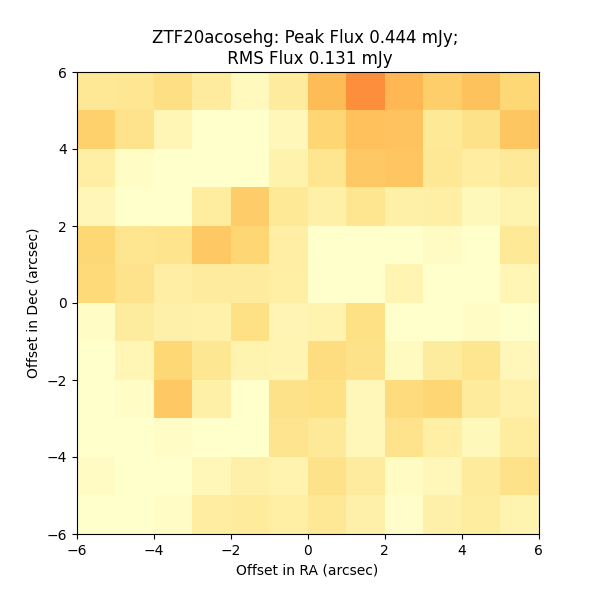 ZTF20acosehg: Peak Flux 0.444 mJy;
RMS Flux 0.131 mJy
6
4
2
0
−2
−4
−6
Offset in Dec (arcsec)
−6 −4 −2 0 2 4 6
Offset in RA (arcsec)